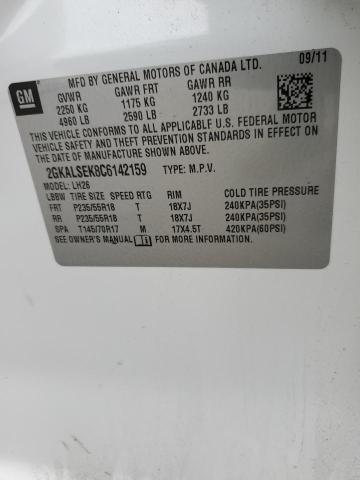 09/11
GM
MFD BY GENERAL MOTORS OF CANADA LTD.
GVWR GAWR FRT GAWR RR
2250 KG 1175 KG 1240 KG
4960 LB 2590 LB 2733 LB
THIS VEHICLE CONFORMS TO ALL APPLICABLE U.S. FEDERAL MOTOR
VEHICLE SAFETY AND THEFT PREVENTION STANDARDS IN EFFECT ON
THE DATE OF MANUFACTURE SHOWN ABOVE.
2GKALSEK8C6142159 TYPE: M.P.V.
MODEL: LH26
LBBW TIRE SIZE SPEED RTG RIM COLD TIRE PRESSURE
FRT P235/55R18 T 18X7J 240KPA(35PSI)
RR P235/55R18 T 18X7J 240KPA(35PSI)
SPA T145/70R17 M 17X4.5T 420KPA(60PSI)
SEE OWNER'S MANUAL FOR MORE INFORMATION.